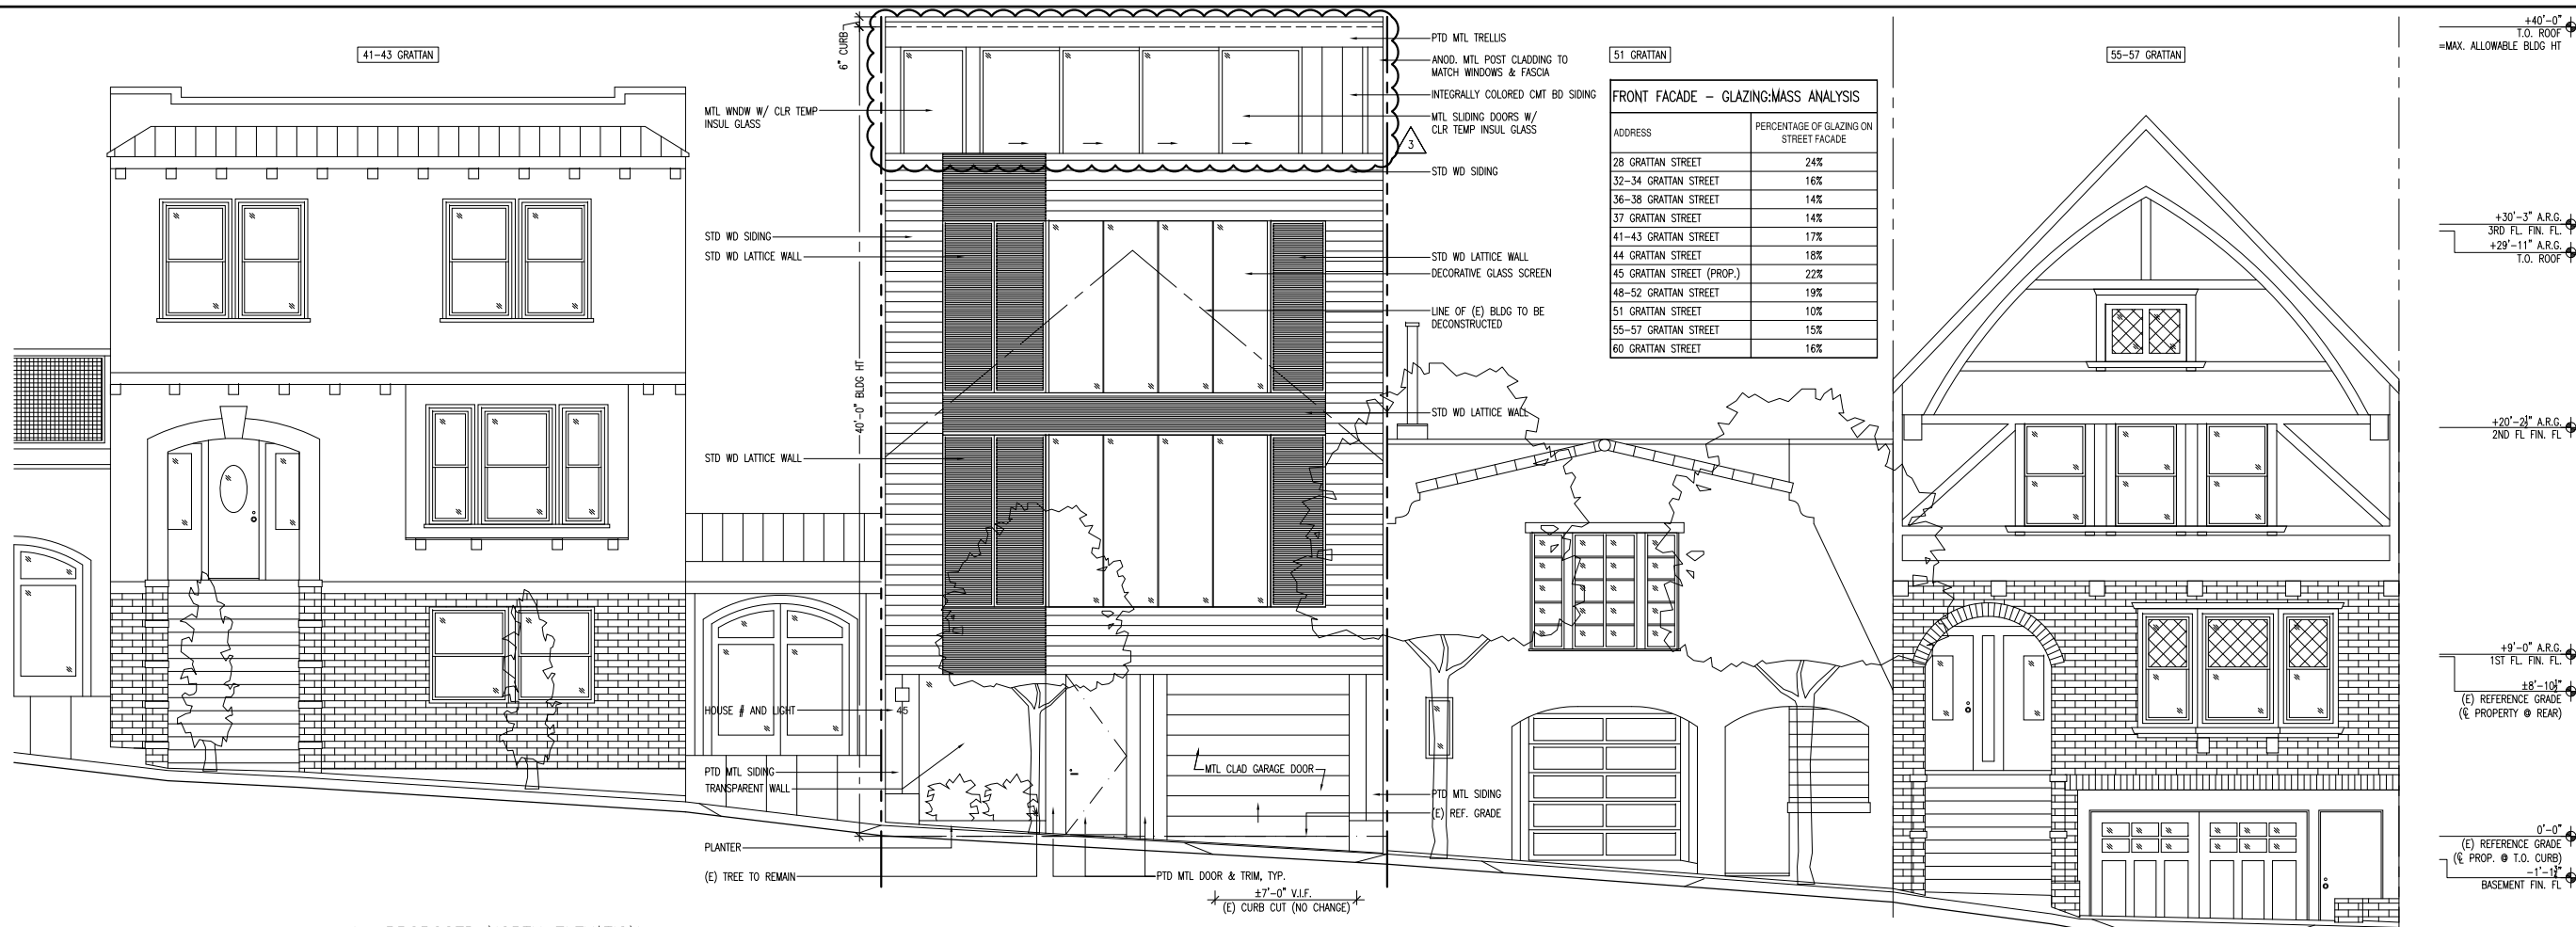 41-43 GRATTAN
6" CURB
40'-0" BLDG HT
MTL WNDW W/ CLR TEMP
INSUL GLASS
STD WD SIDING
STD WD LATTICE WALL
STD WD LATTICE WALL
HOUSE # AND LIGHT
45
PTD MTL SIDING
TRANSPARENT WALL
PLANTER
(E) TREE TO REMAIN
PTD MTL TRELLIS
ANOD. MTL POST CLADDING TO
MATCH WINDOWS & FASCIA
INTEGRALLY COLORED CMT BD SIDING
MTL SLIDING DOORS W/
CLR TEMP INSUL GLASS
3
STD WD SIDING
STD WD LATTICE WALL
DECORATIVE GLASS SCREEN
LINE OF (E) BLDG TO BE
DECONSTRUCTED
STD WD LATTICE WALL
MTL CLAD GARAGE DOOR
PTD MTL SIDING
(E) REF. GRADE
PTD MTL DOOR & TRIM, TYP.
±7'-0" V.I.F.
(E) CURB CUT (NO CHANGE)
51 GRATTAN
FRONT FACADE - GLAZING:MASS ANALYSIS
ADDRESS
PERCENTAGE OF GLAZING ON
STREET FACADE
28 GRATTAN STREET 24%
32-34 GRATTAN STREET 16%
36-38 GRATTAN STREET 14%
37 GRATTAN STREET 14%
41-43 GRATTAN STREET 17%
44 GRATTAN STREET 18%
45 GRATTAN STREET (PROP.) 22%
48-52 GRATTAN STREET 19%
51 GRATTAN STREET 10%
55-57 GRATTAN STREET 15%
60 GRATTAN STREET 16%
55-57 GRATTAN
+40'-0"
T.O. ROOF
=MAX. ALLOWABLE BLDG HT
+30'-3" A.R.G.
3RD FL. FIN. FL.
+29'-11" A.R.G.
T.O. ROOF
+20'-2½" A.R.G.
2ND FL FIN. FL
+9'-0" A.R.G.
1ST FL. FIN. FL.
±8'-10½"
(E) REFERENCE GRADE
(℄ PROPERTY @ REAR)
0'-0"
(E) REFERENCE GRADE
(℄ PROP. @ T.O. CURB)
BASEMENT FIN. FL